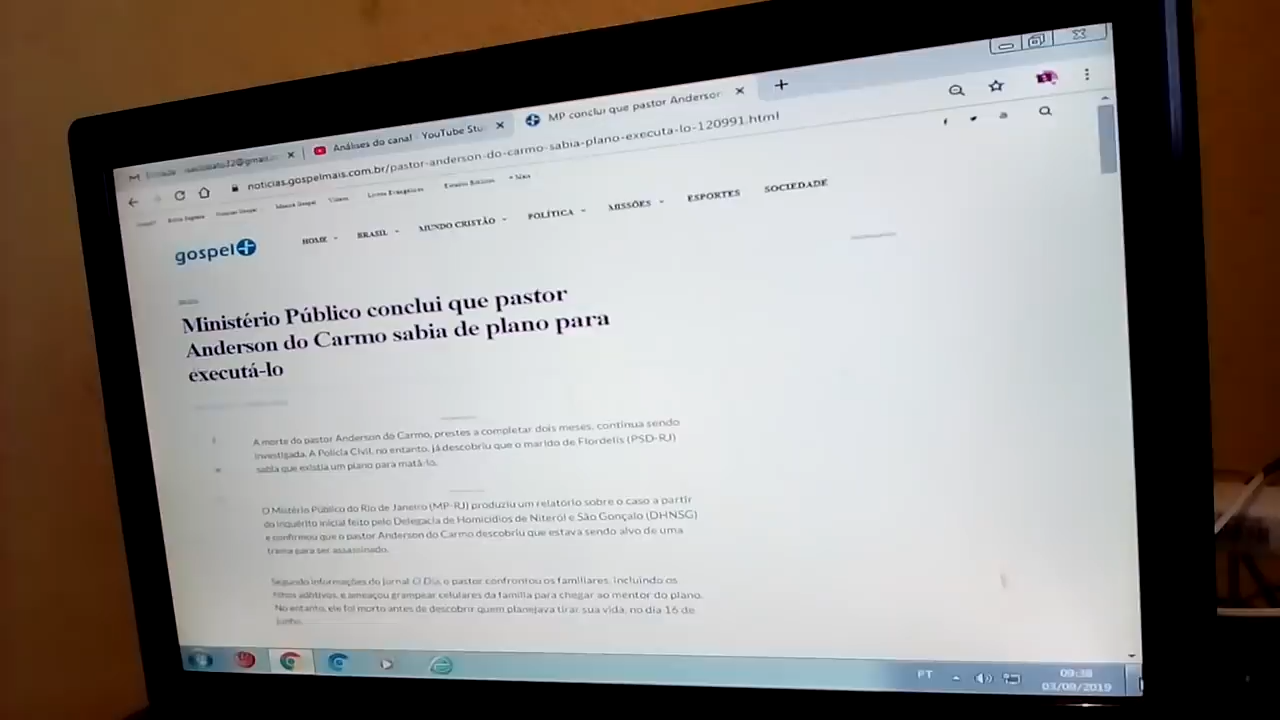 Análises do canal - YouTube Stu
MP conclui que pastor Anderson
noticias.gospelmais.com.br/pastor-anderson-do-carmo-sabia-plano-executa-lo-120991.html
gospel+
HOME
BRASIL
MUNDO CRISTÃO
POLÍTICA
MISSÕES
ESPORTES
SOCIEDADE
Ministério Público conclui que pastor
Anderson do Carmo sabia de plano para
executá-lo
A morte do pastor Anderson do Carmo, prestes a completar dois meses, continua sendo
investigada. A Polícia Civil, no entanto, já descobriu que o marido de Flordelis (PSD-RJ)
sabia que existia um plano para matá-lo.
O Mistério Público do Rio de Janeiro (MP-RJ) produziu um relatório sobre o caso a partir
do inquérito inicial feito pelo Delegacia de Homicídios de Niterói e São Gonçalo (DHNSG)
e confirmou que o pastor Anderson do Carmo descobriu que estava sendo alvo de uma
trama para ser assassinado.
Segundo informações do jornal O Dia, o pastor confrontou os familiares, incluindo os
filhos adotivos, e ameaçou grampear celulares da família para chegar ao mentor do plano.
No entanto, ele foi morto antes de descobrir quem planejava tirar sua vida, no dia 16 de
junho.
PT
09:38
03/09/2019